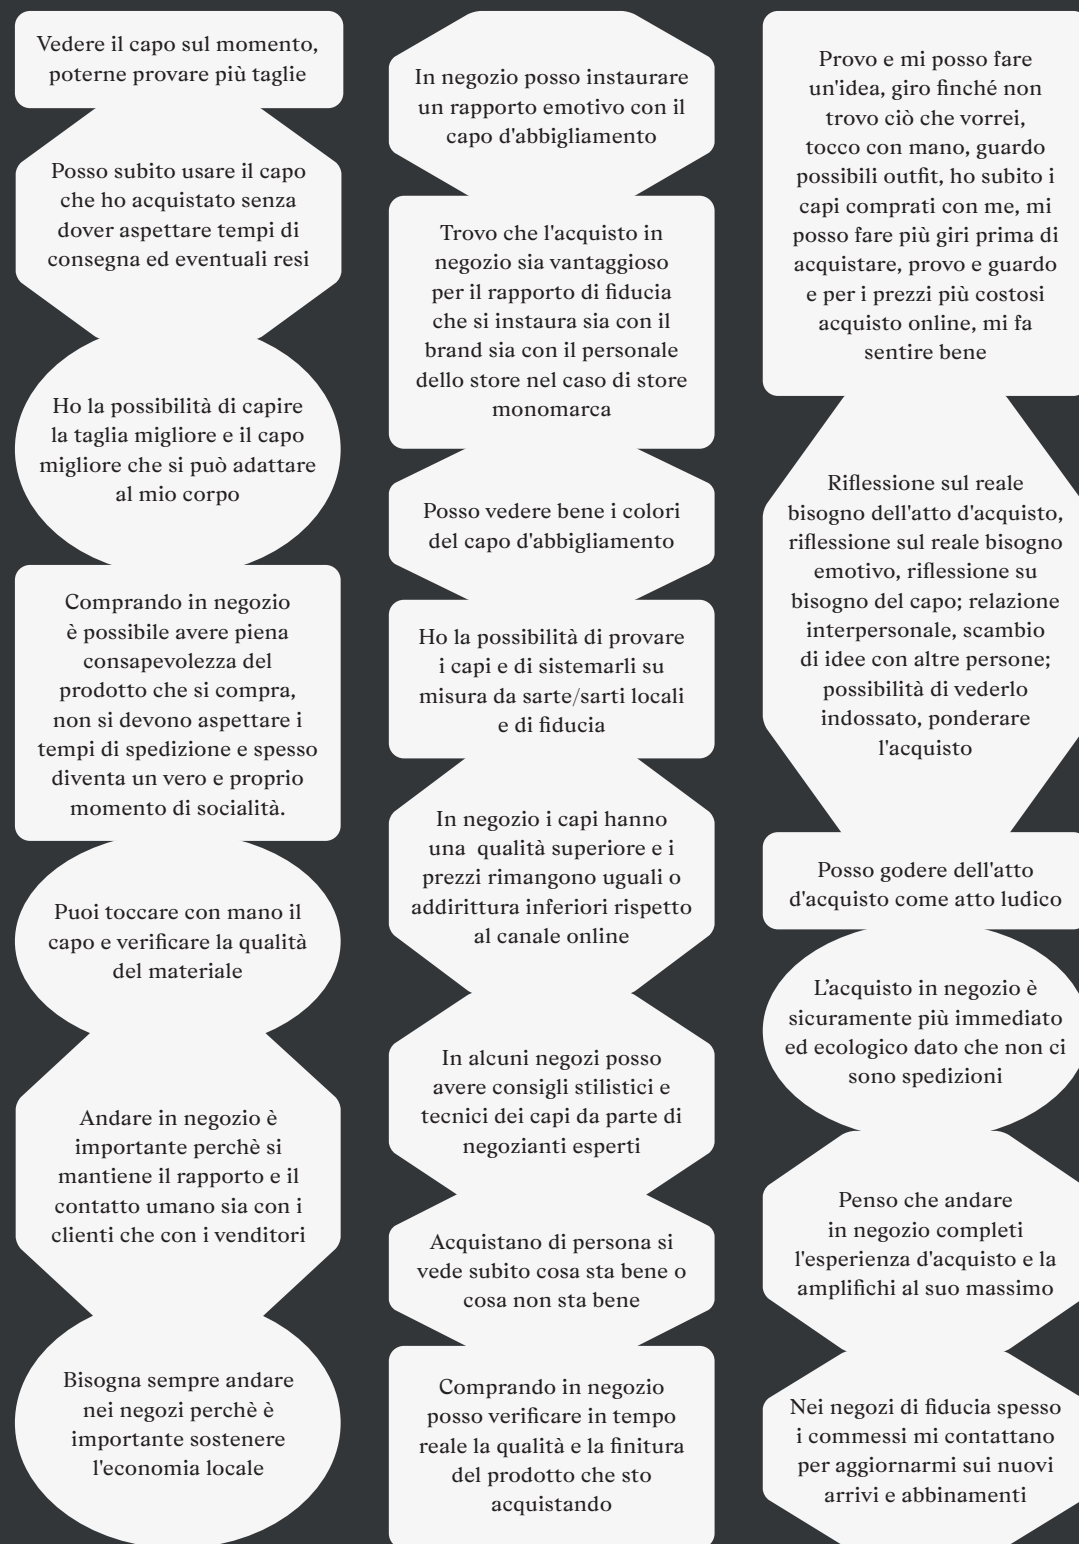 Vedere il capo sul momento,
poterne provare più taglie
Posso subito usare il capo
che ho acquistato senza
dover aspettare tempi di
consegna ed eventuali resi
Ho la possibilità di capire
la taglia migliore e il capo
migliore che si può adattare
al mio corpo
Comprando in negozio
è possibile avere piena
consapevolezza del
prodotto che si compra,
non si devono aspettare i
tempi di spedizione e spesso
diventa un vero e proprio
momento di socialità.
Puoi toccare con mano il
capo e verificare la qualità
del materiale
Andare in negozio è
importante perchè si
mantiene il rapporto e il
contatto umano sia con i
clienti che con i venditori
Bisogna sempre andare
nei negozi perchè è
importante sostenere
l'economia locale
In negozio posso instaurare
un rapporto emotivo con il
capo d'abbigliamento
Trovo che l'acquisto in
negozio sia vantaggioso
per il rapporto di fiducia
che si instaura sia con il
brand sia con il personale
dello store nel caso di store
monomarca
Posso vedere bene i colori
del capo d'abbigliamento
Ho la possibilità di provare
i capi e di sistemarli su
misura da sarte/sarti locali
e di fiducia
In negozio i capi hanno
una  qualità superiore e i
prezzi rimangono uguali o
addirittura inferiori rispetto
al canale online
In alcuni negozi posso
avere consigli stilistici e
tecnici dei capi da parte di
negozianti esperti
Acquistano di persona si
vede subito cosa sta bene o
cosa non sta bene
Comprando in negozio
posso verificare in tempo
reale la qualità e la finitura
del prodotto che sto
acquistando
Provo e mi posso fare
un'idea, giro finché non
trovo ciò che vorrei,
tocco con mano, guardo
possibili outfit, ho subito i
capi comprati con me, mi
posso fare più giri prima di
acquistare, provo e guardo
e per i prezzi più costosi
acquisto online, mi fa
sentire bene
Riflessione sul reale
bisogno dell'atto d'acquisto,
riflessione sul reale bisogno
emotivo, riflessione su
bisogno del capo; relazione
interpersonale, scambio
di idee con altre persone;
possibilità di vederlo
indossato, ponderare
l'acquisto
Posso godere dell'atto
d'acquisto come atto ludico
L’acquisto in negozio è
sicuramente più immediato
ed ecologico dato che non ci
sono spedizioni
Penso che andare
in negozio completi
l'esperienza d'acquisto e la
amplifichi al suo massimo
Nei negozi di fiducia spesso
i commessi mi contattano
per aggiornarmi sui nuovi
arrivi e abbinamenti